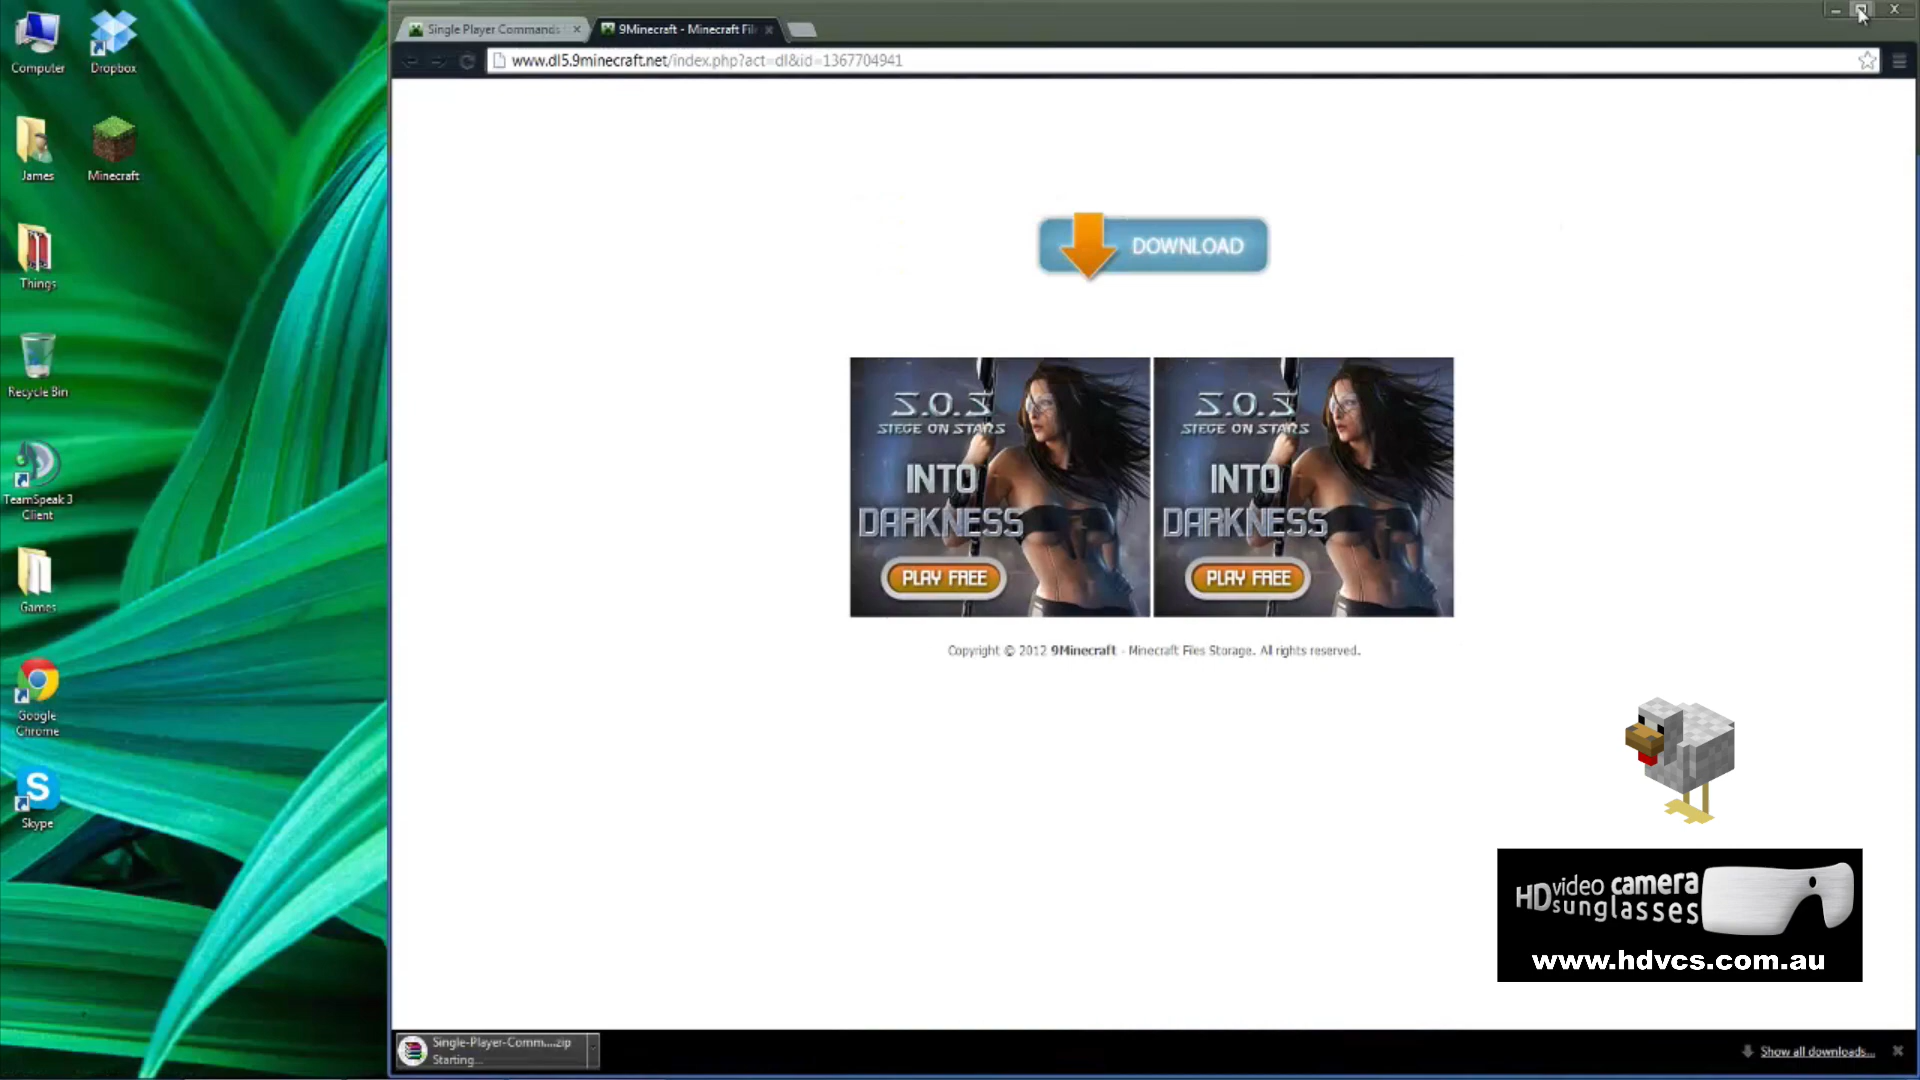 Computer
Dropbox
James
Minecraft
Things
Recycle Bin
TeamSpeak 3
Client
Games
Google
Chrome
Skype
Single Player Commands
9Minecraft - Minecraft Fil
www.dl5.9minecraft.net/index.php?act=dl&id=1367704941
DOWNLOAD
S.O.S
SIEGE ON STARS
INTO
DARKNESS
PLAY FREE
S.O.S
SIEGE ON STARS
INTO
DARKNESS
PLAY FREE
Copyright © 2012 9Minecraft - Minecraft Files Storage. All rights reserved.
HD video camera
sunglasses
www.hdvcs.com.au
Single-Player-Comm....zip
Starting...
Show all downloads...